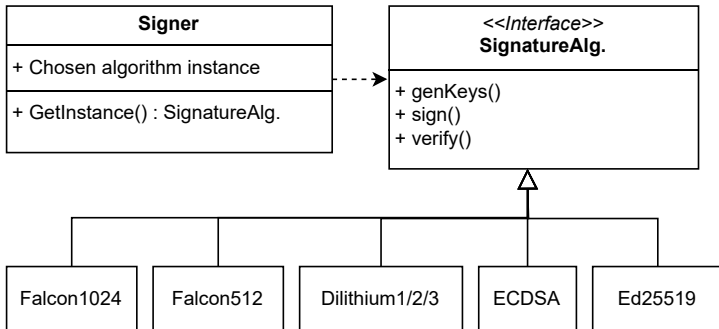 Signer
+ Chosen algorithm instance
+ GetInstance() : SignatureAlg.
<<Interface>>
SignatureAlg.
+ genKeys()
+ sign()
+ verify()
Falcon1024
Falcon512
Dilithium1/2/3
ECDSA
Ed25519